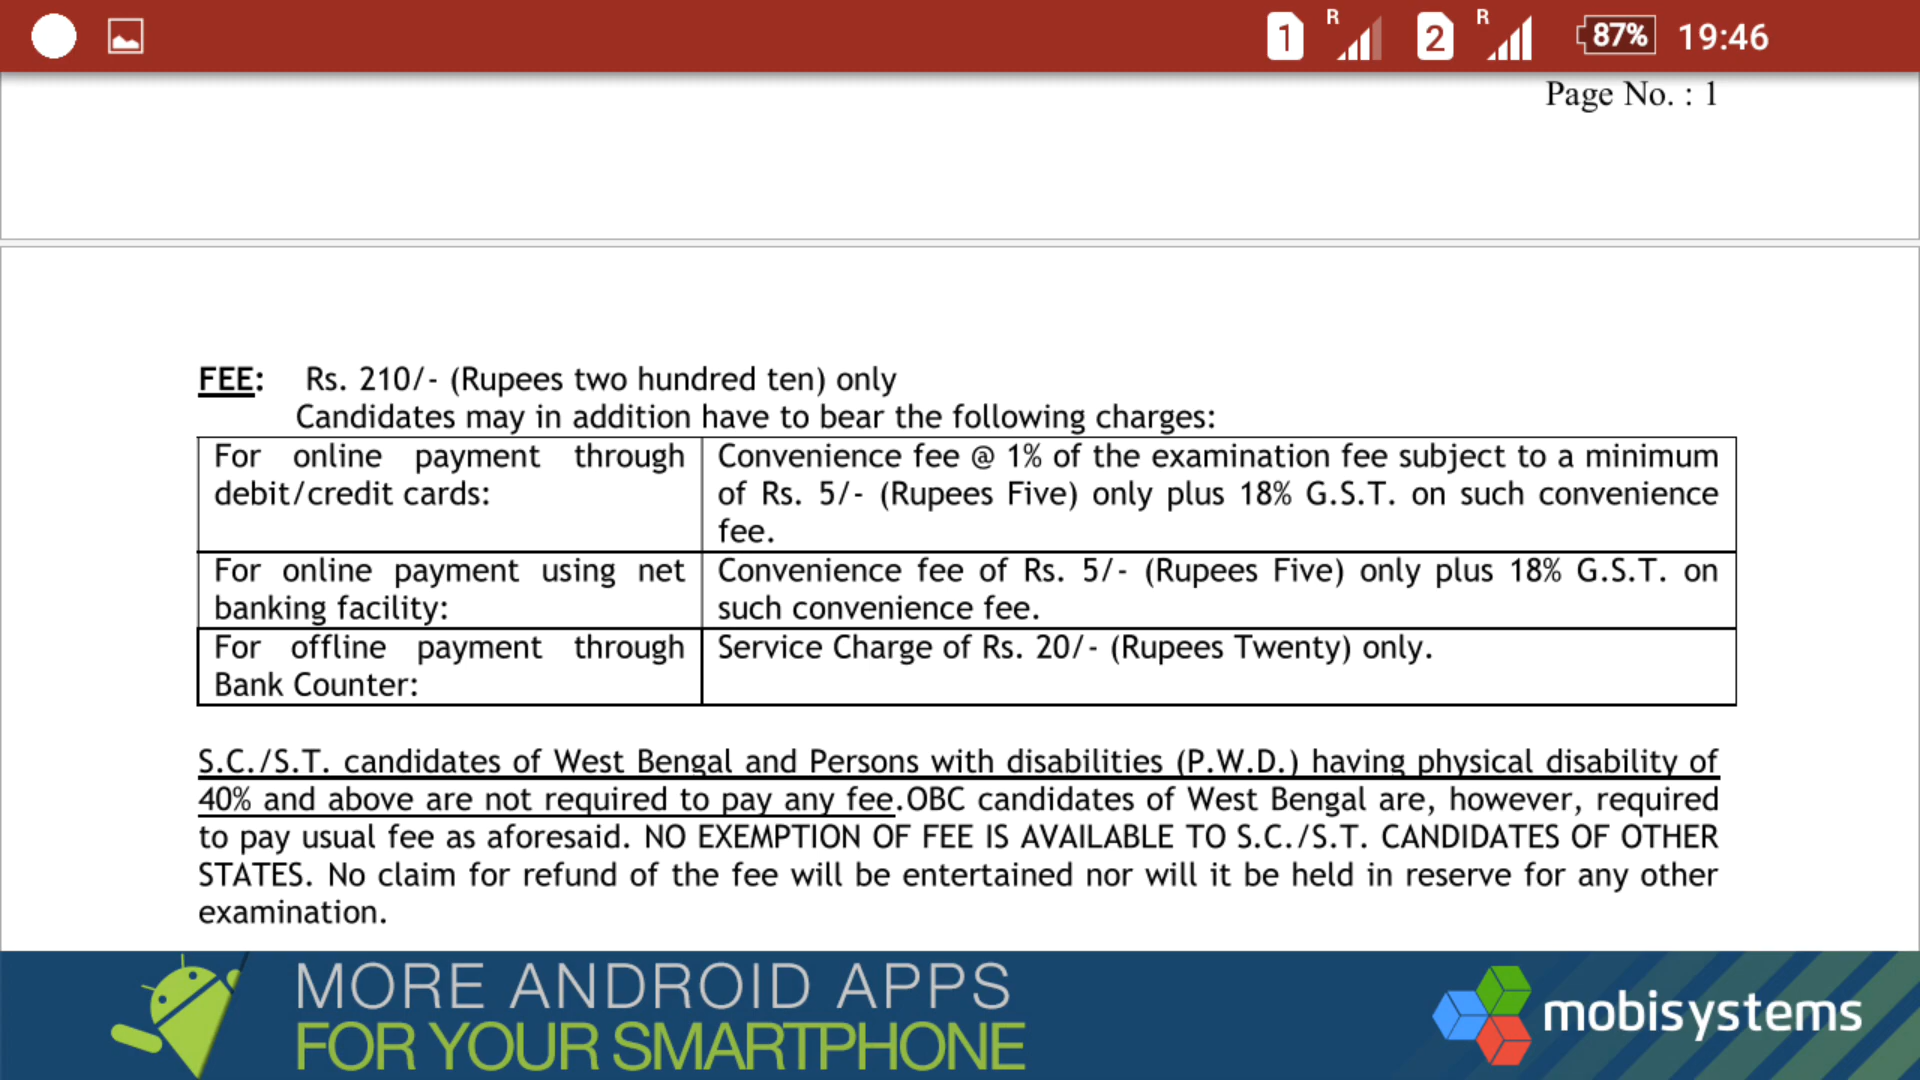 1 R 2 R 87% 19:46
Page No. : 1
FEE: Rs. 210/- (Rupees two hundred ten) only
Candidates may in addition have to bear the following charges:
For online payment through debit/credit cards:
Convenience fee @ 1% of the examination fee subject to a minimum
of Rs. 5/- (Rupees Five) only plus 18% G.S.T. on such convenience
fee.
For online payment using net
banking facility:
Convenience fee of Rs. 5/- (Rupees Five) only plus 18% G.S.T. on
such convenience fee.
For offline payment through
Bank Counter:
Service Charge of Rs. 20/- (Rupees Twenty) only.
S.C./S.T. candidates of West Bengal and Persons with disabilities (P.W.D.) having physical disability of
40% and above are not required to pay any fee.OBC candidates of West Bengal are, however, required
to pay usual fee as aforesaid. NO EXEMPTION OF FEE IS AVAILABLE TO S.C./S.T. CANDIDATES OF OTHER
STATES. No claim for refund of the fee will be entertained nor will it be held in reserve for any other
examination.
MORE ANDROID APPS
FOR YOUR SMARTPHONE
mobisystems